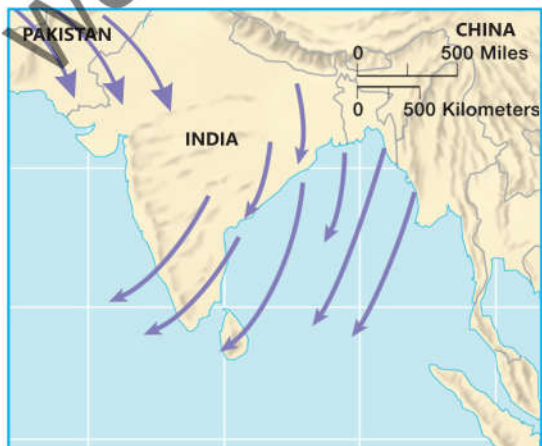 PAKISTAN
CHINA
0 500 Miles
0 500 Kilometers
INDIA